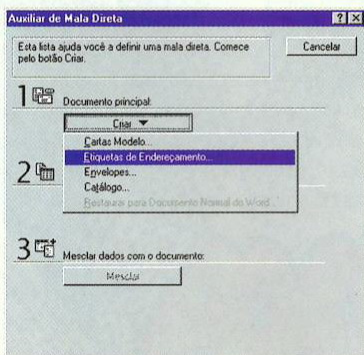 Auxiliar de Mala Direta
Esta lista ajuda você a definir uma mala direta. Comece
pelo botão Criar.
Cancelar
1 Documento principal:
Criar
Cartas Modelo...
Etiquetas de Endereçamento...
Envelopes...
Catálogo...
Restaurar para Documento Normal do Word...
2
3 Mesclar dados com o documento:
Mesclar